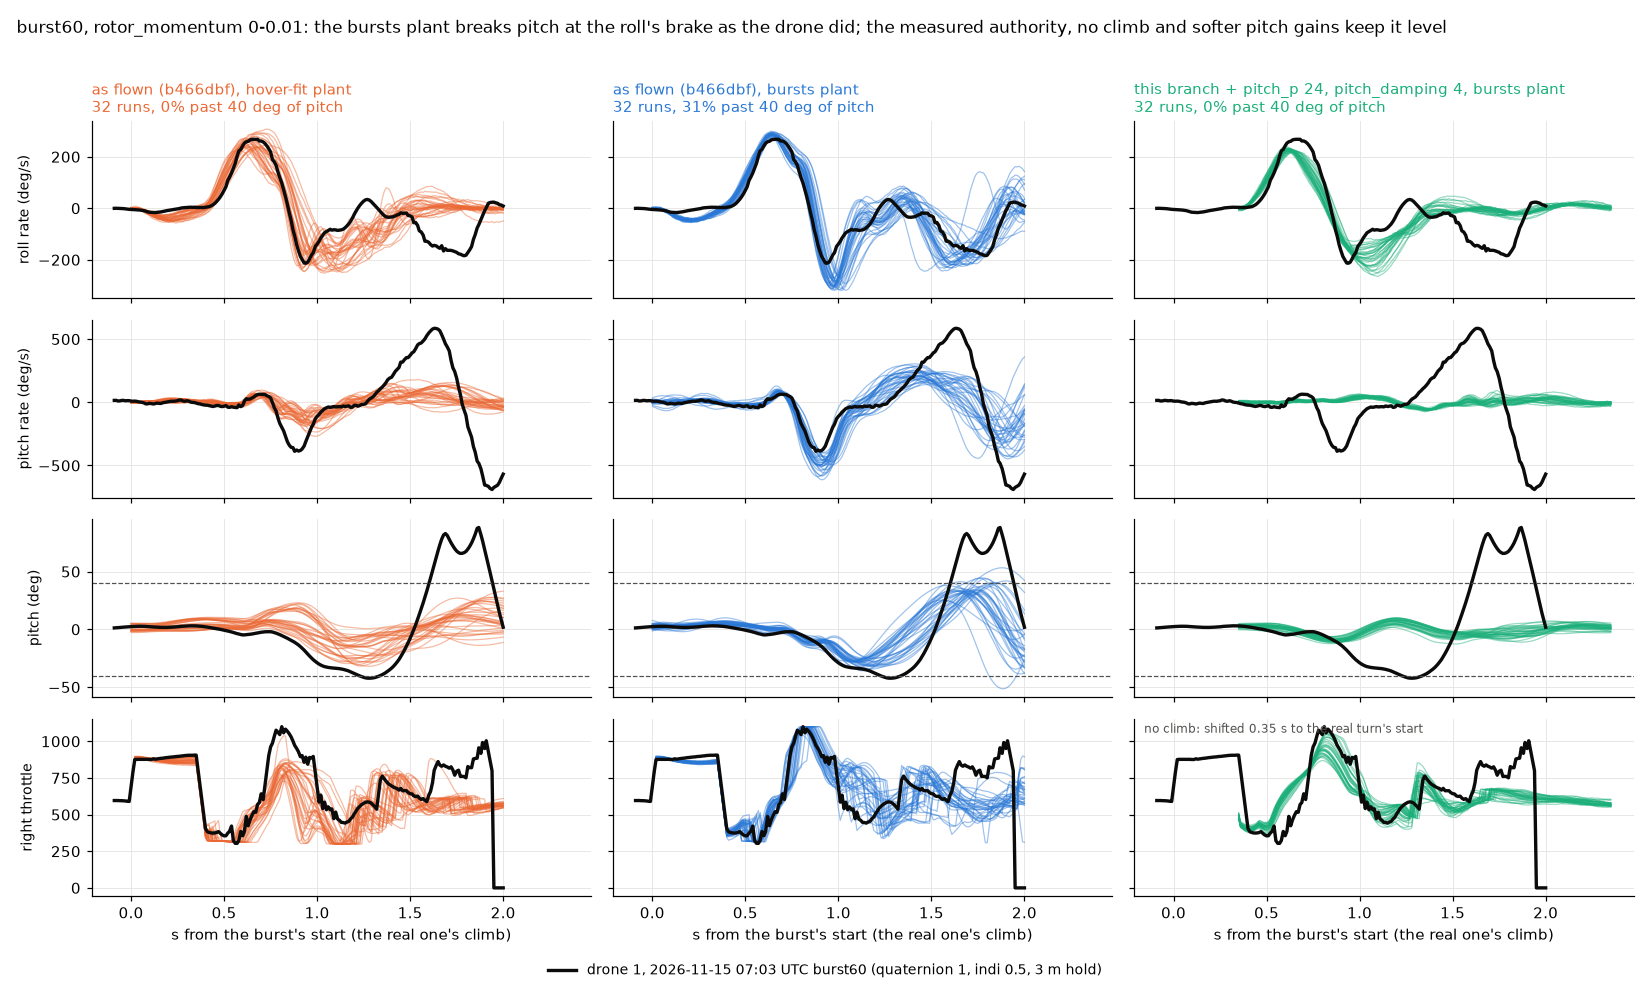 burst60, rotor_momentum 0-0.01: the bursts plant breaks pitch at the roll's brake as the drone did; the measured authority, no climb and softer pitch gains keep it level
as flown (b466dbf), hover-fit plant
32 runs, 0% past 40 deg of pitch
as flown (b466dbf), bursts plant
32 runs, 31% past 40 deg of pitch
this branch + pitch_p 24, pitch_damping 4, bursts plant
32 runs, 0% past 40 deg of pitch
roll rate (deg/s)
200
0
−200
pitch rate (deg/s)
500
0
−500
pitch (deg)
50
0
−50
right throttle
1000
750
500
250
0
no climb: shifted 0.35 s to the real turn's start
0.0 0.5 1.0 1.5 2.0
0.0 0.5 1.0 1.5 2.0
0.0 0.5 1.0 1.5 2.0
s from the burst's start (the real one's climb)
s from the burst's start (the real one's climb)
s from the burst's start (the real one's climb)
drone 1, 2026-11-15 07:03 UTC burst60 (quaternion 1, indi 0.5, 3 m hold)